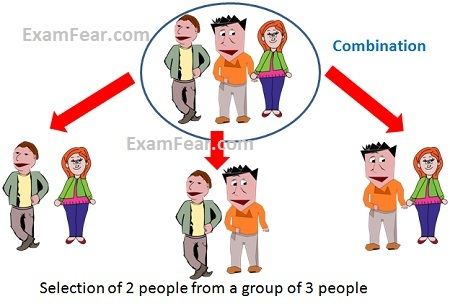 ExamFear.com
Combination
ExamFear.com
Selection of 2 people from a group of 3 people